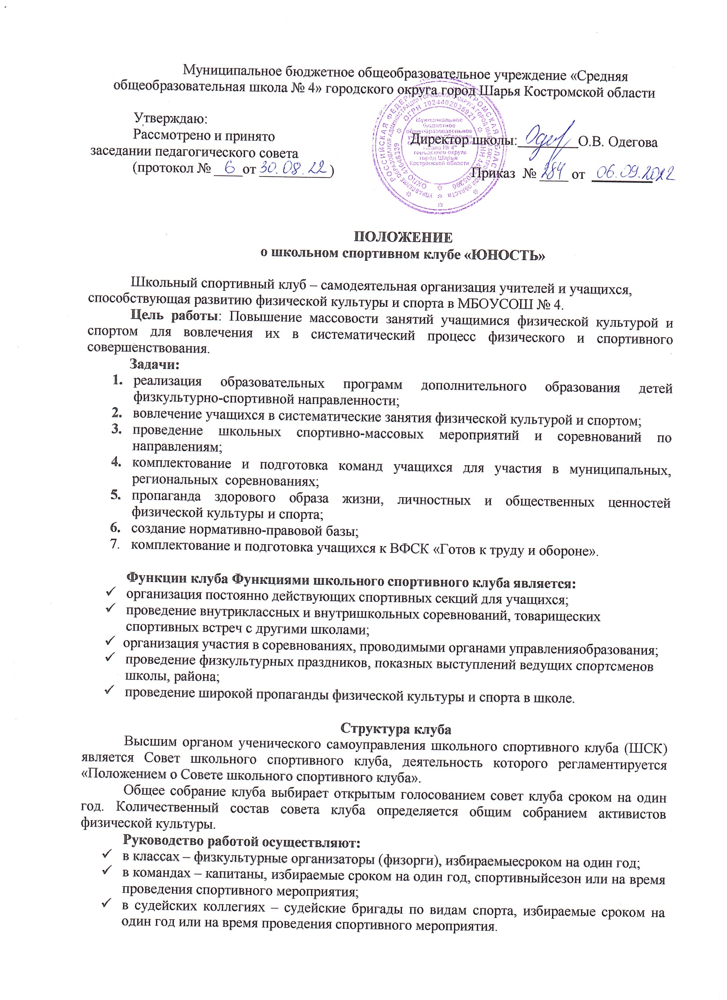 Муниципальное бюджетное общеобразовательное учреждение «Средняя
общеобразовательная школа № 4» городского округа город Шарья Костромской области
Утверждаю:
Рассмотрено и принято
заседании педагогического совета
(протокол № 6 от 30.08.22)
Директор школы: О.В. Одегова
Приказ № 284 от 06.09.2022
РОССИЙСКАЯ ФЕДЕРАЦИЯ КОСТРОМСКАЯ ОБЛАСТЬ
ОГРН 1024402035921
ОКПО 41648339
Муниципальное
бюджетное
общеобразовательное
городского округа
город Шарья
Костромской области
ПОЛОЖЕНИЕ
о школьном спортивном клубе «ЮНОСТЬ»
Школьный спортивный клуб – самодеятельная организация учителей и учащихся,
способствующая развитию физической культуры и спорта в МБОУСОШ № 4.
Цель работы: Повышение массовости занятий учащимися физической культурой и
спортом для вовлечения их в систематический процесс физического и спортивного
совершенствования.
Задачи:
1. реализация образовательных программ дополнительного образования детей
физкультурно-спортивной направленности;
2. вовлечение учащихся в систематические занятия физической культурой и спортом;
3. проведение школьных спортивно-массовых мероприятий и соревнований по
направлениям;
4. комплектование и подготовка команд учащихся для участия в муниципальных,
региональных соревнованиях;
5. пропаганда здорового образа жизни, личностных и общественных ценностей
физической культуры и спорта;
6. создание нормативно-правовой базы;
7. комплектование и подготовка учащихся к ВФСК «Готов к труду и обороне».
Функции клуба Функциями школьного спортивного клуба является:
✓ организация постоянно действующих спортивных секций для учащихся;
✓ проведение внутриклассных и внутришкольных соревнований, товарищеских
спортивных встреч с другими школами;
✓ организация участия в соревнованиях, проводимыми органами управленияобразования;
✓ проведение физкультурных праздников, показных выступлений ведущих спортсменов
школы, района;
✓ проведение широкой пропаганды физической культуры и спорта в школе.
Структура клуба
Высшим органом ученического самоуправления школьного спортивного клуба (ШСК)
является Совет школьного спортивного клуба, деятельность которого регламентируется
«Положением о Совете школьного спортивного клуба».
Общее собрание клуба выбирает открытым голосованием совет клуба сроком на один
год. Количественный состав совета клуба определяется общим собранием активистов
физической культуры.
Руководство работой осуществляют:
✓ в классах – физкультурные организаторы (физорги), избираемыесроком на один год;
✓ в командах – капитаны, избираемые сроком на один год, спортивныйсезон или на время
проведения спортивного мероприятия;
✓ в судейских коллегиях – судейские бригады по видам спорта, избираемые сроком на
один год или на время проведения спортивного мероприятия.